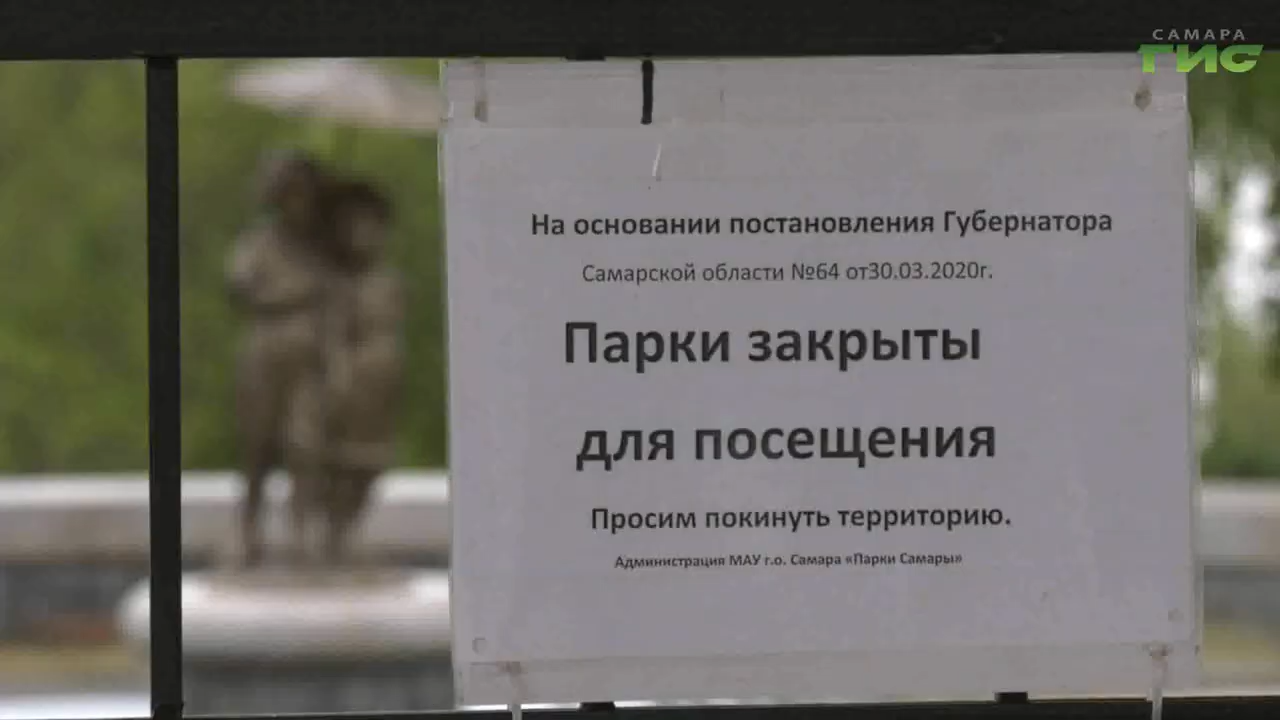 САМАРА
ГИС
На основании постановления Губернатора
Самарской области №64 от30.03.2020г.
Парки закрыты
для посещения
Просим покинуть территорию.
Администрация МАУ г.о. Самара «Парки Самары»